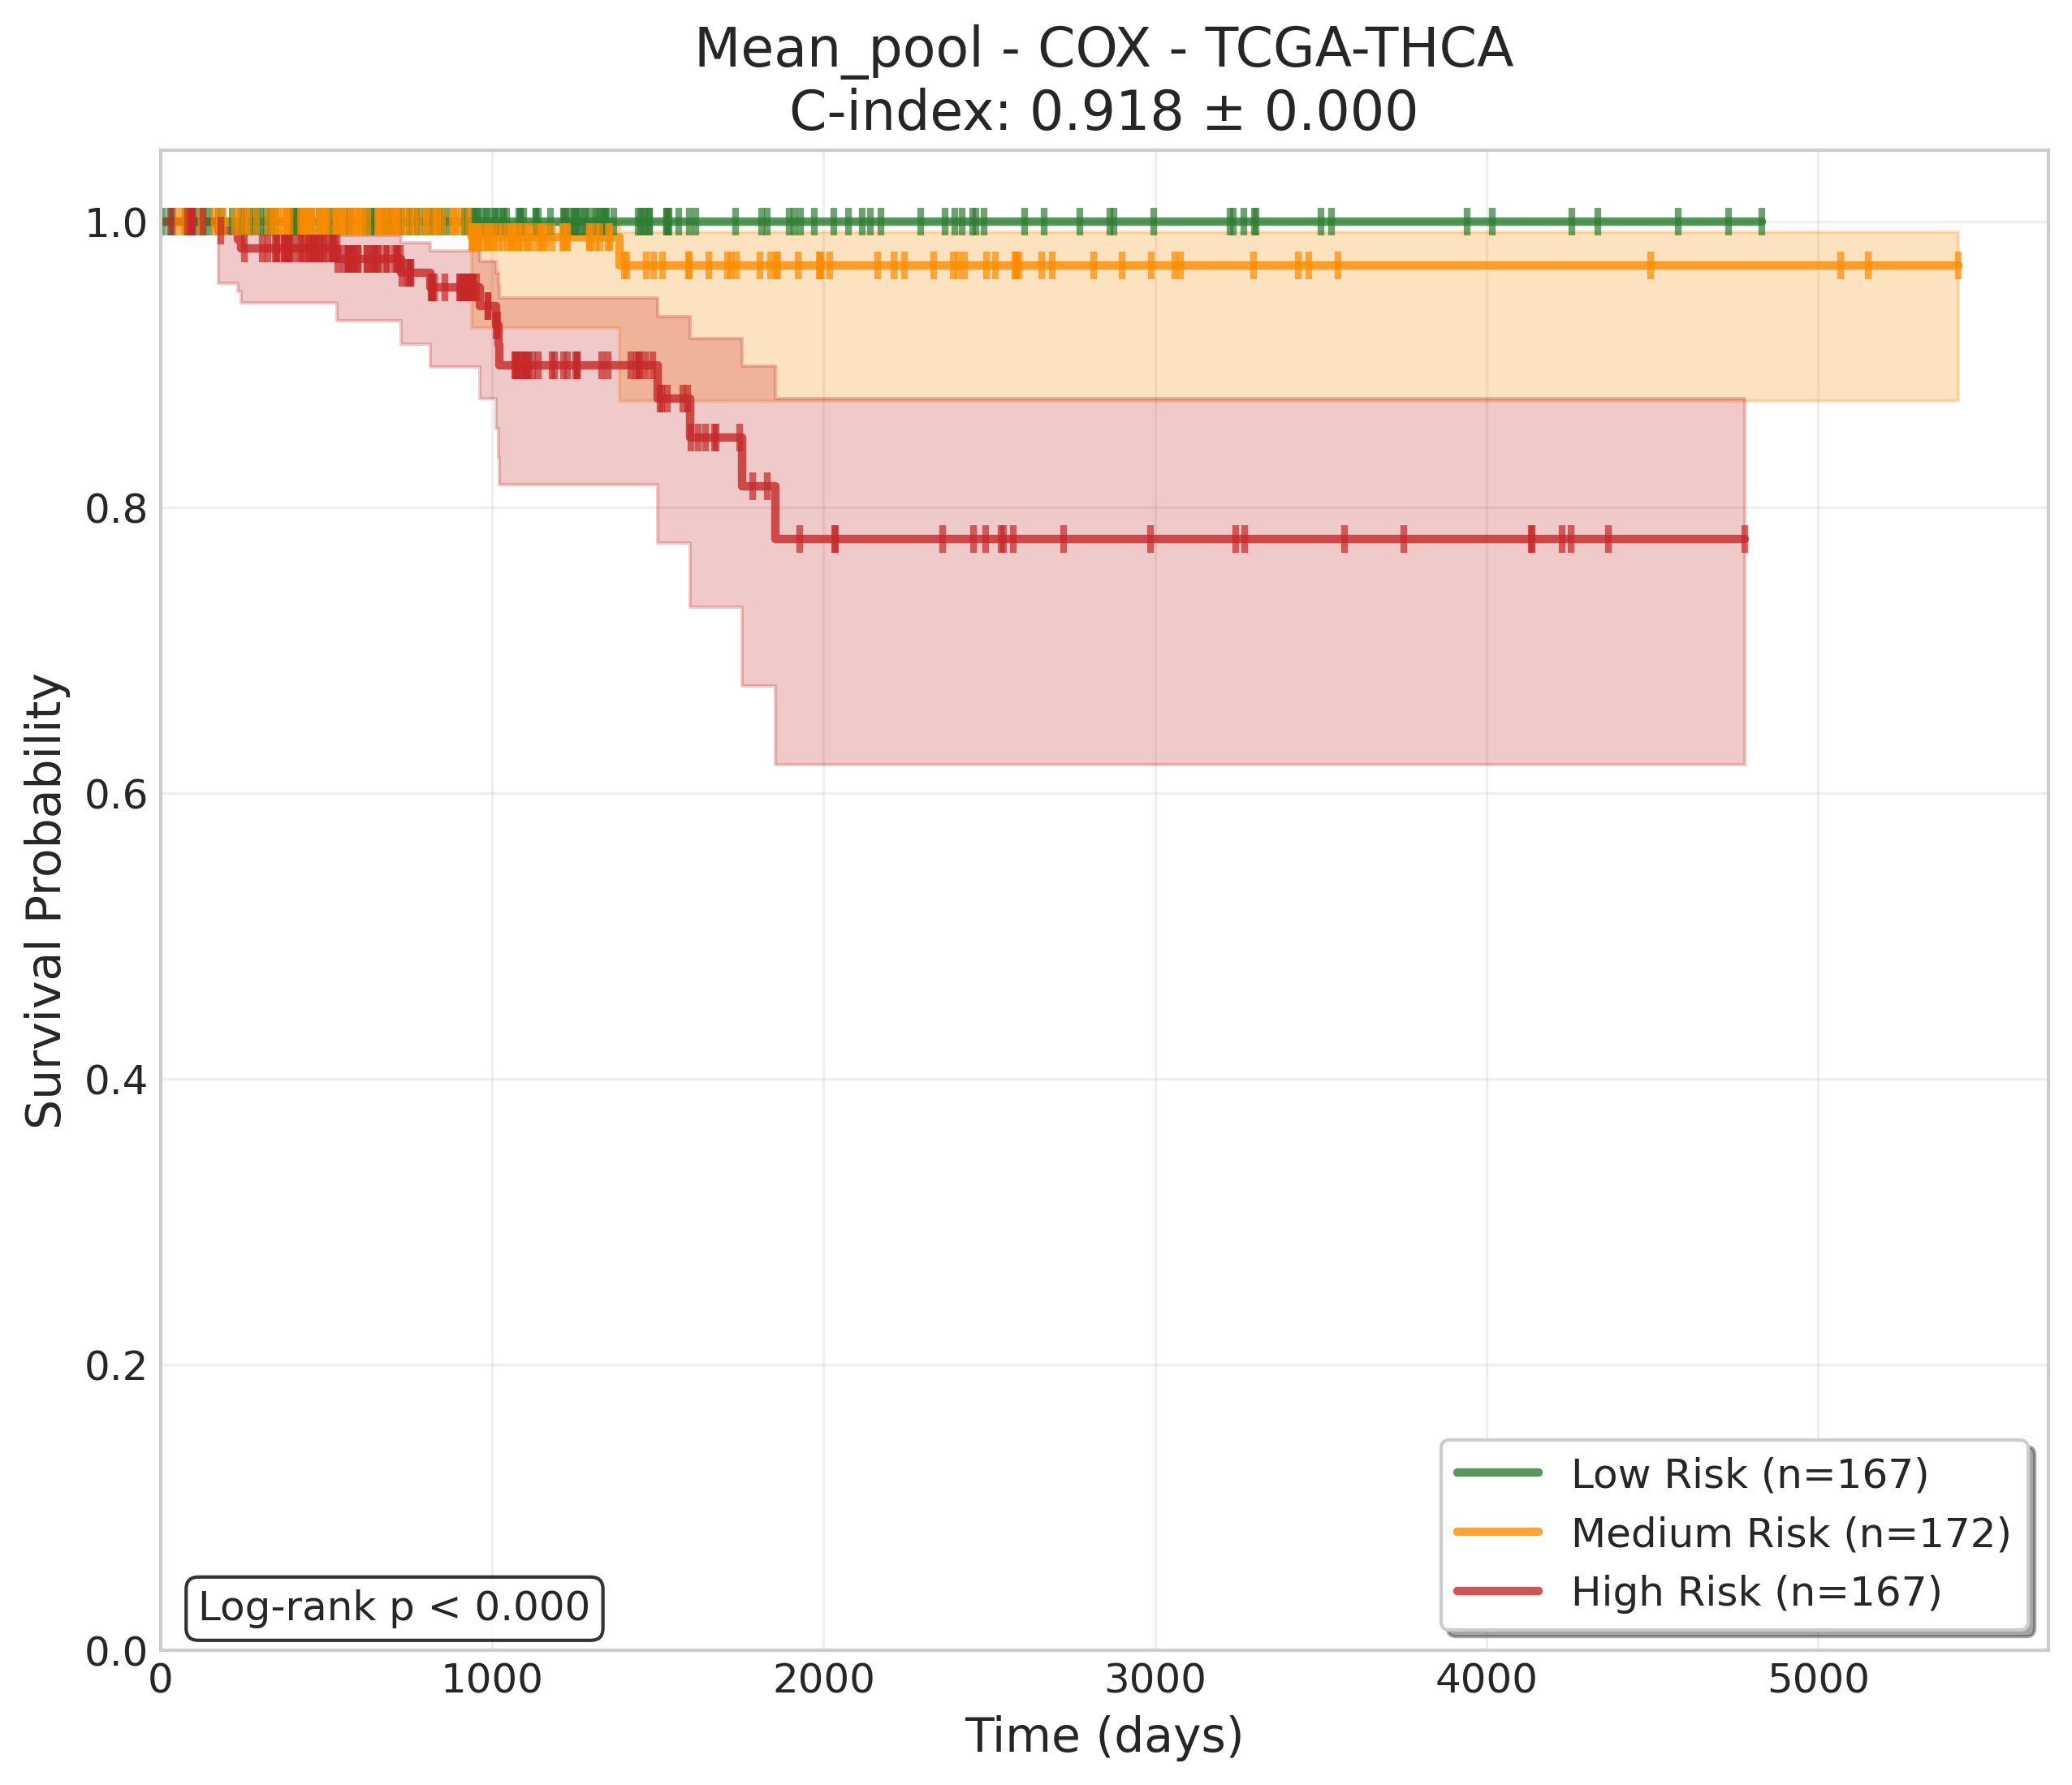 Mean_pool - COX - TCGA-THCA
C-index: 0.918 ± 0.000
Survival Probability
1.0
0.8
0.6
0.4
0.2
0.0
Low Risk (n=167)
Medium Risk (n=172)
High Risk (n=167)
Log-rank p < 0.000
0
1000
2000
3000
4000
5000
Time (days)